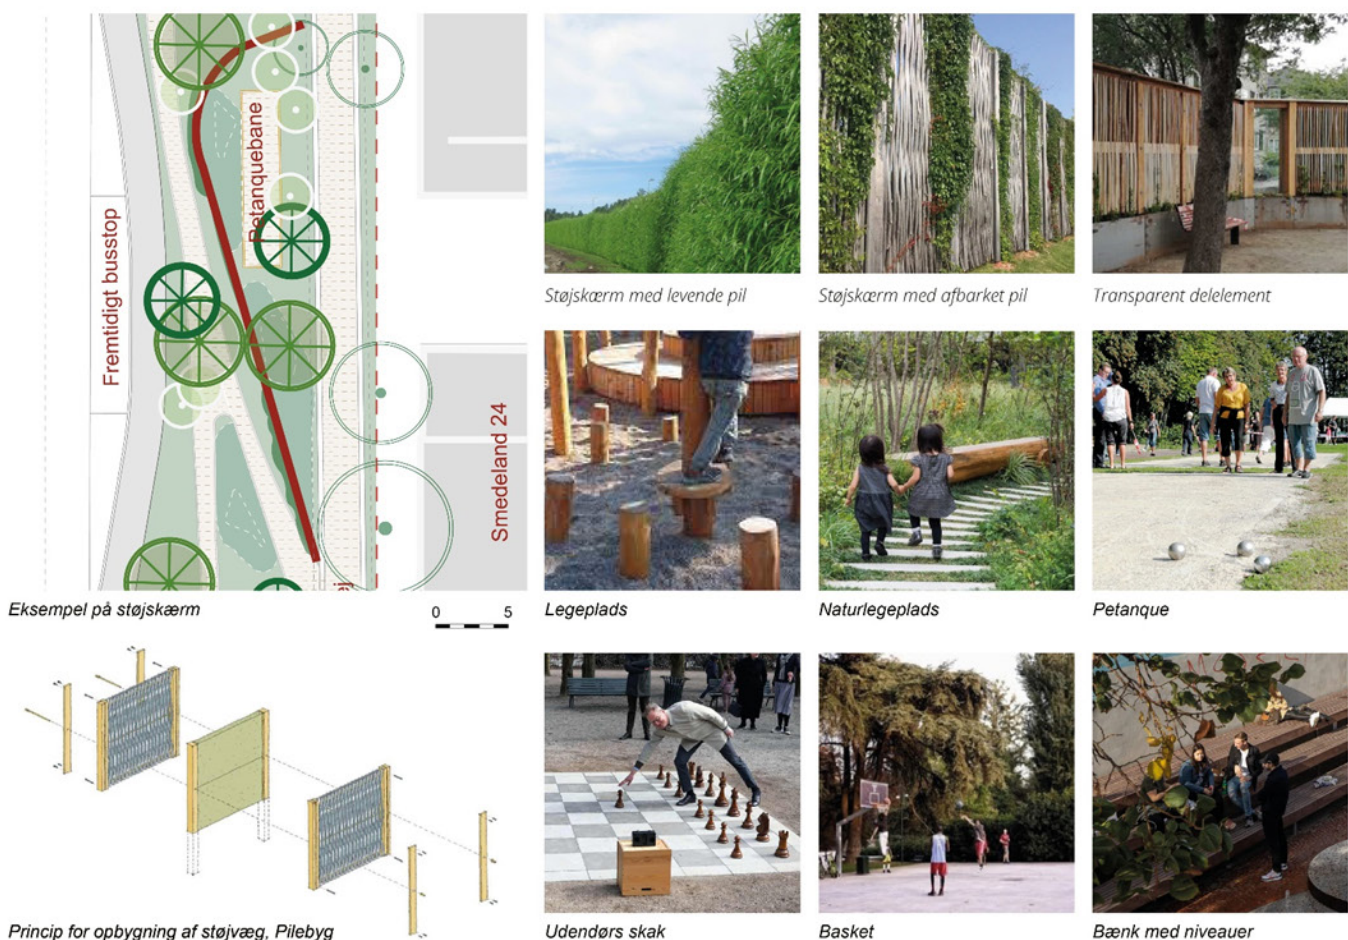 Fremtidigt busstop
Petanquebane
Smedeland 24
ej
Eksempel på støjskærm
0 5
Støjskærm med levende pil
Støjskærm med afbarket pil
Transparent delelement
Legeplads
Naturlegeplads
Petanque
Princip for opbygning af støjvæg, Pilebyg
Udendørs skak
Basket
Bænk med niveauer